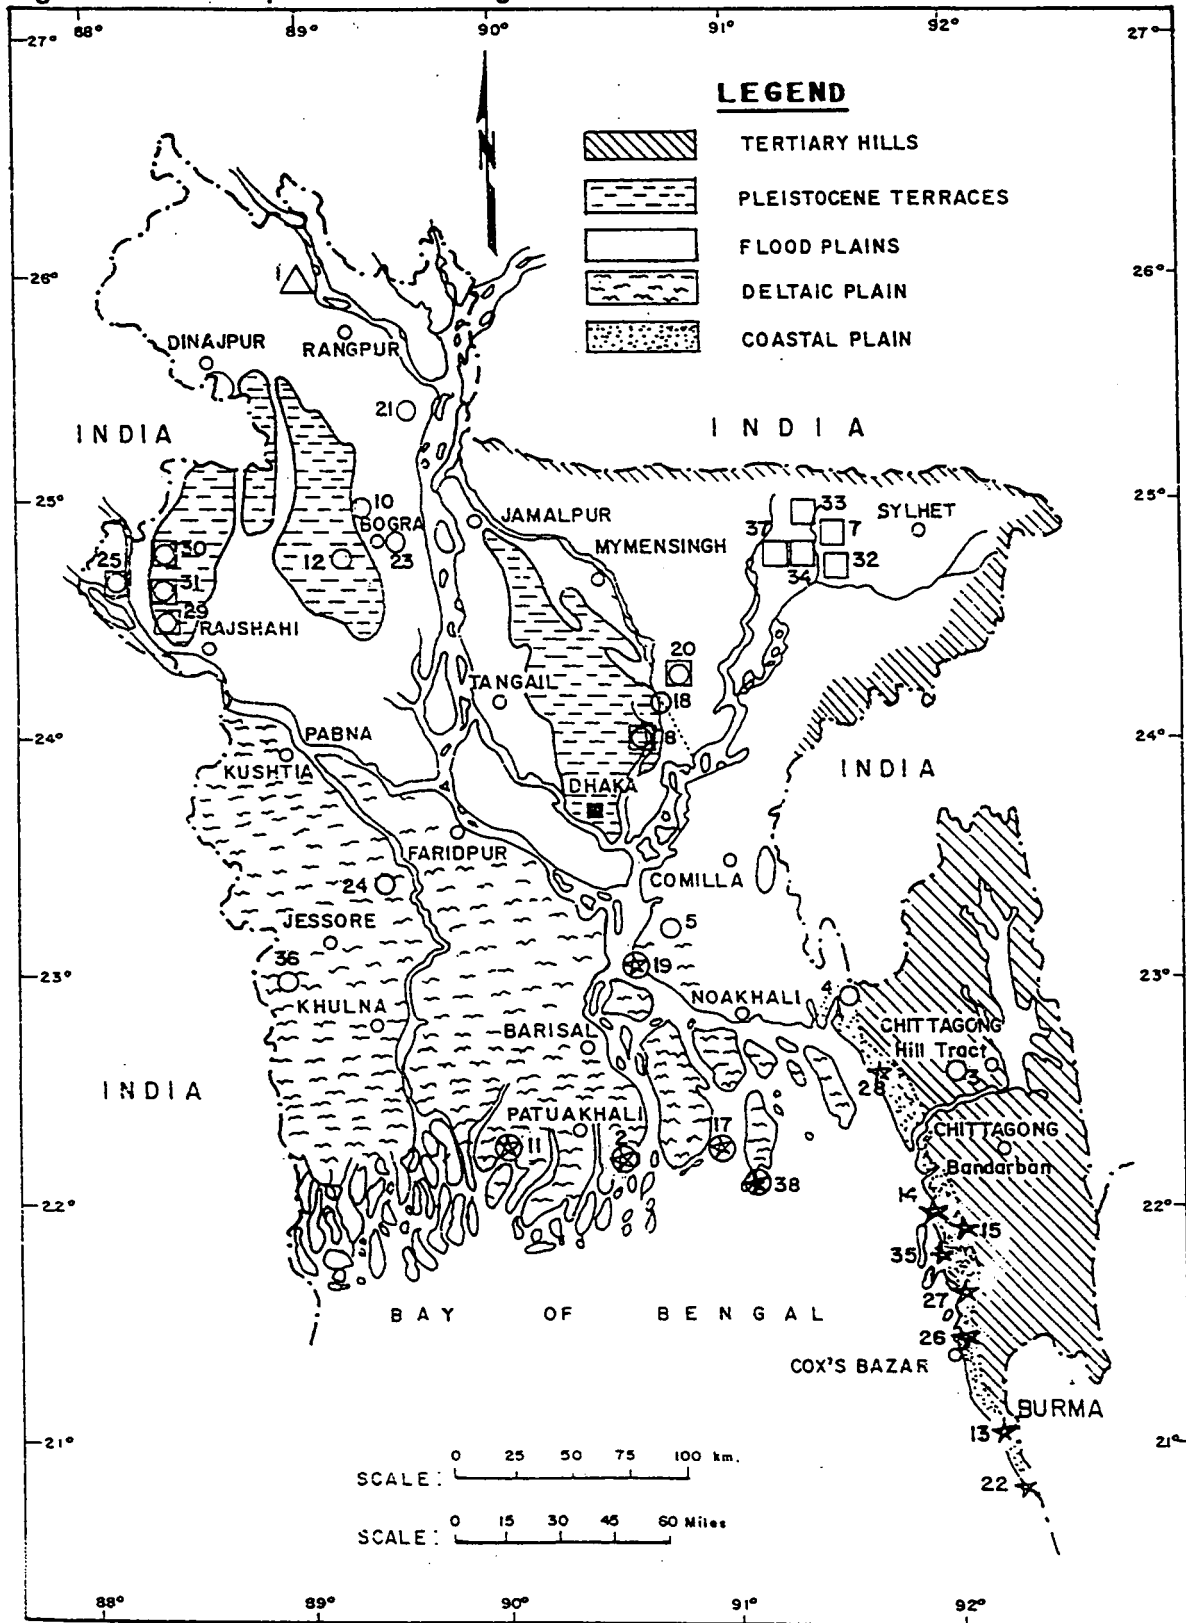 88° 89° 90° 91° 92°
27° 27°
LEGEND
TERTIARY HILLS
PLEISTOCENE TERRACES
FLOOD PLAINS
DELTAIC PLAIN
COASTAL PLAIN
N
26° 26°
1
DINAJPUR
RANGPUR
21
INDIA
INDIA
25° 25°
10
BOGRA
12
23
JAMALPUR
MYMENSINGH
33
37
7
SYLHET
34
32
25
30
31
29
RAJSHAHI
20
TANGAIL
18
8
24° 24°
PABNA
KUSHTIA
DHAKA
INDIA
FARIDPUR
COMILLA
24
JESSORE
5
36
19
23° 23°
KHULNA
NOAKHALI
4
BARISAL
CHITTAGONG
Hill Tract
3
28
INDIA
PATUAKHALI
11
2
17
38
CHITTAGONG
Bandarban
22° 22°
14
15
35
27
BAY OF BENGAL
26
COX'S BAZAR
BURMA
13
21° 21°
22
SCALE: 0 25 50 75 100 km.
SCALE: 0 15 30 45 60 Miles
88° 89° 90° 91° 92°